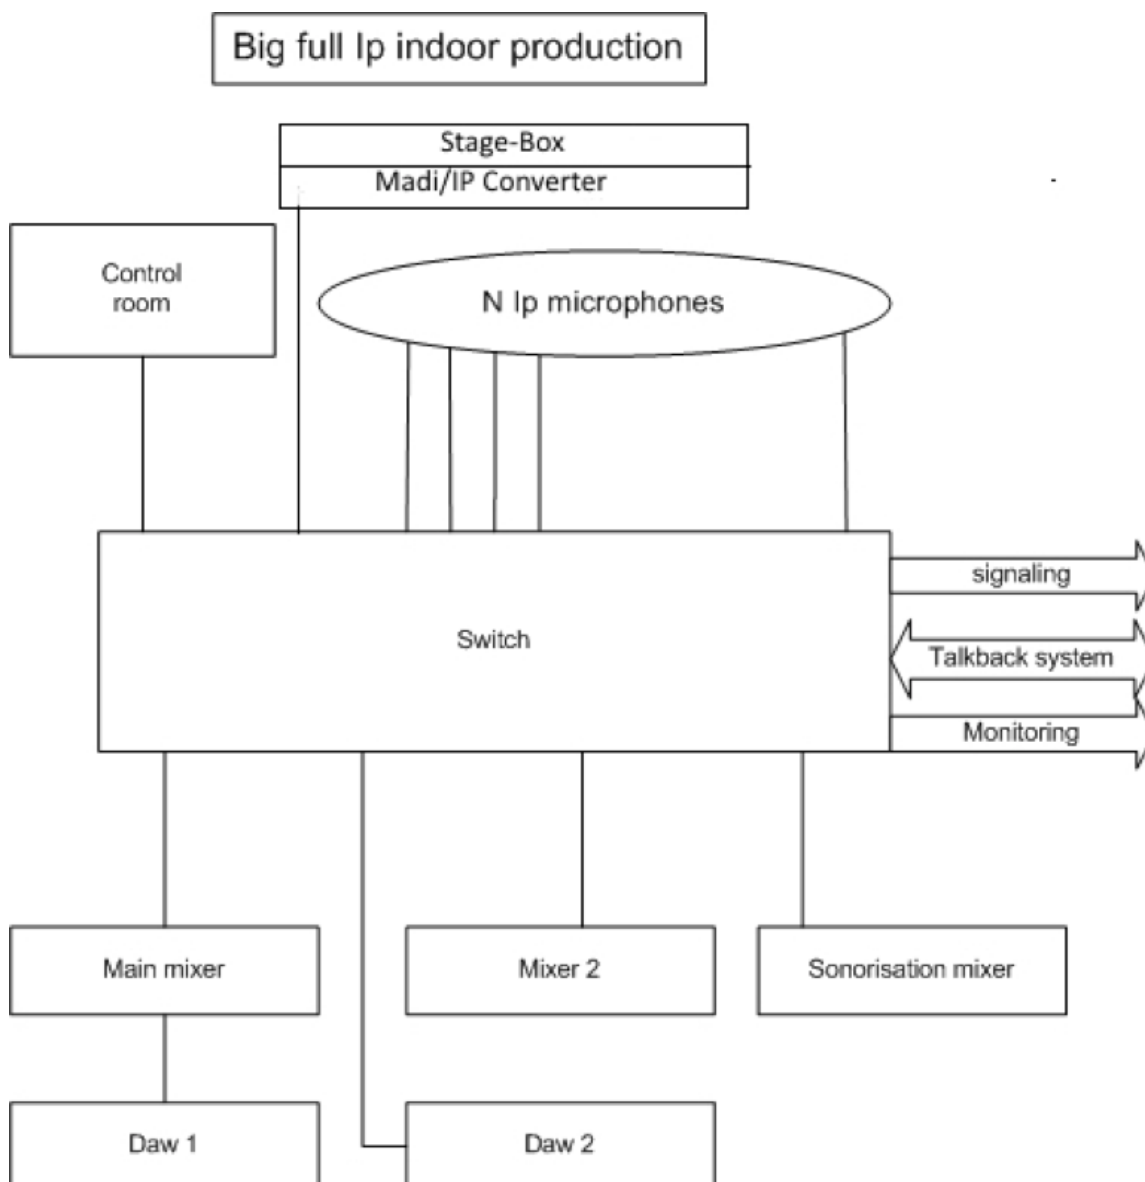 Big full Ip indoor production
Stage-Box
Madi/IP Converter
Control
room
N Ip microphones
signaling
Switch
Talkback system
Monitoring
Main mixer
Mixer 2
Sonorisation mixer
Daw 1
Daw 2